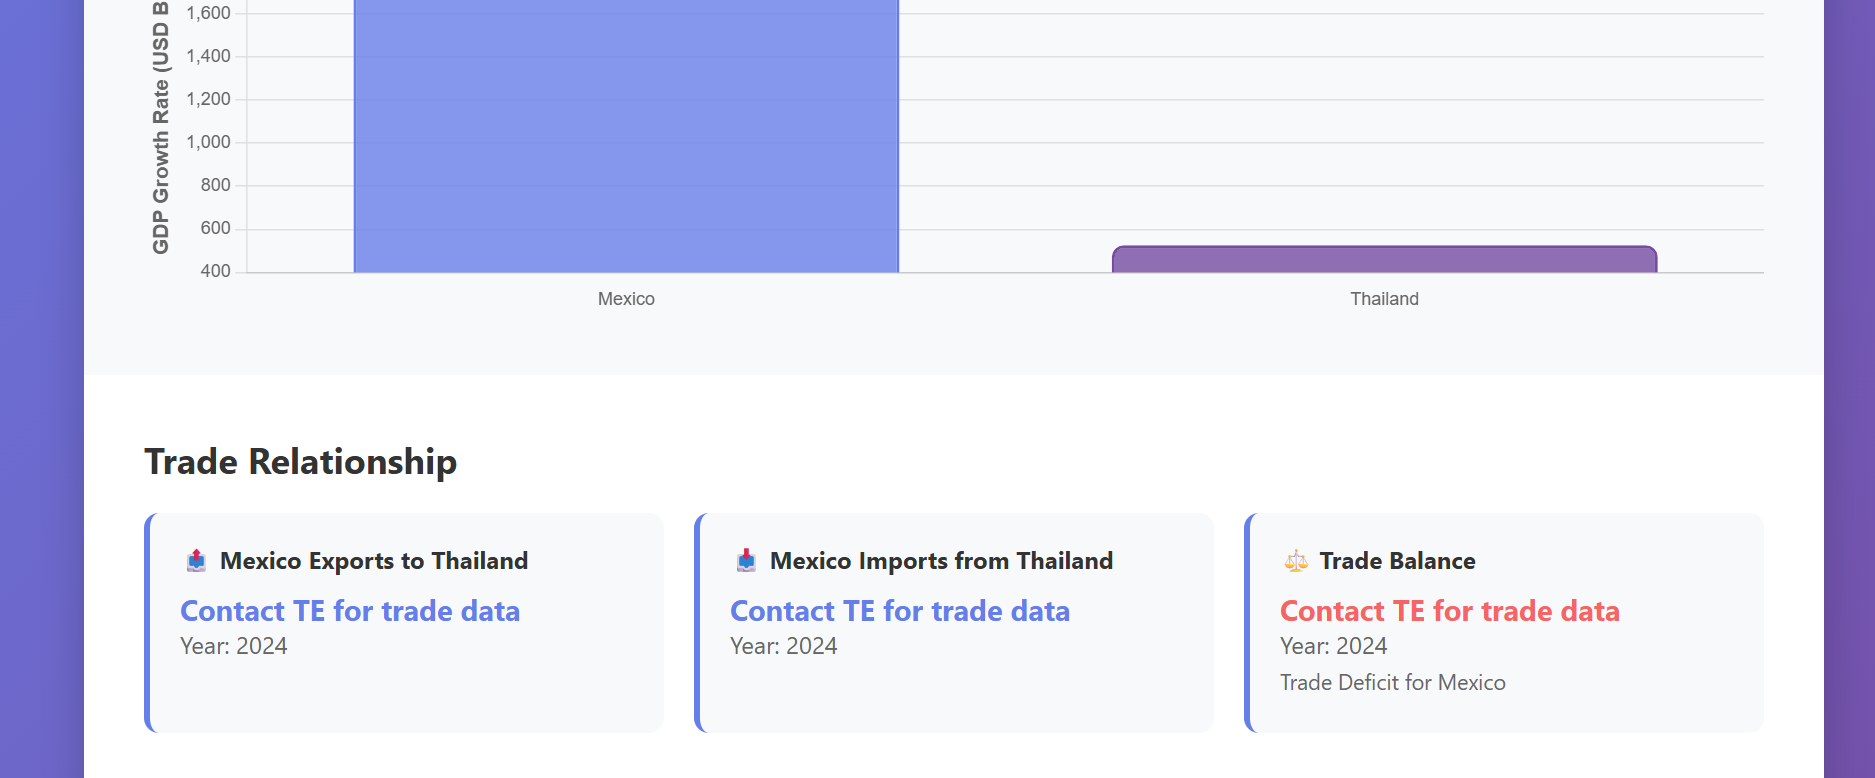 GDP Growth Rate (USD B
1,600
1,400
1,200
1,000
800
600
400
Mexico
Thailand
Trade Relationship
Mexico Exports to Thailand
Contact TE for trade data
Year: 2024
Mexico Imports from Thailand
Contact TE for trade data
Year: 2024
Trade Balance
Contact TE for trade data
Year: 2024
Trade Deficit for Mexico